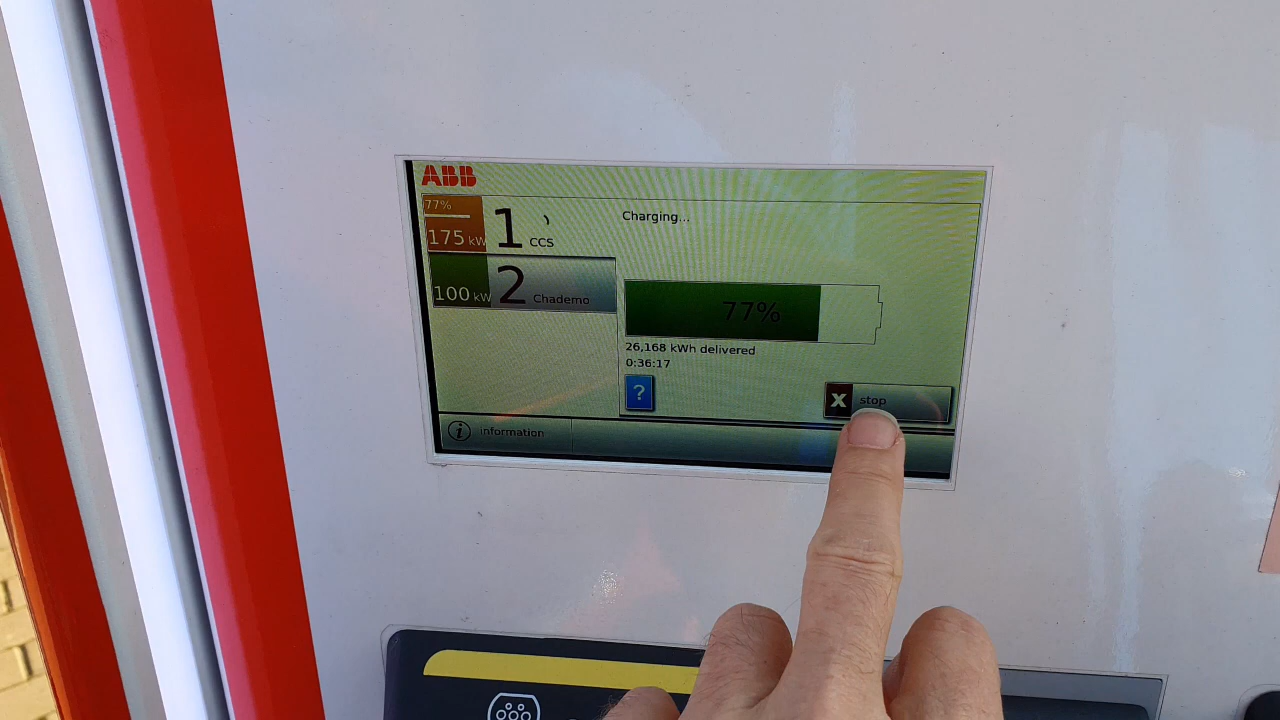 ABB
77%
175 kW
1
CCS
Charging...
100 kW
2
Chademo
77%
26,168 kWh delivered
0:36:17
?
X stop
i information